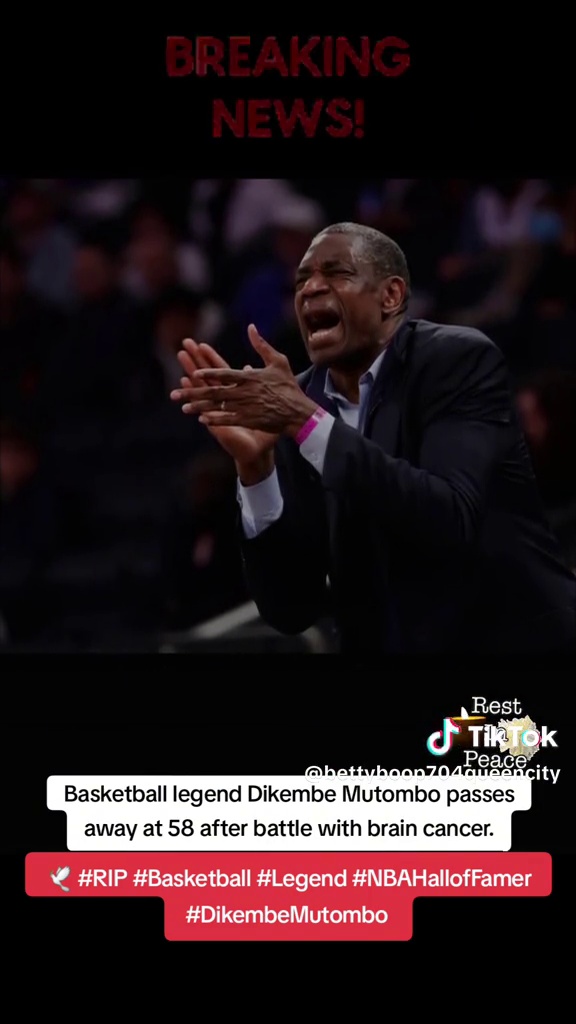 BREAKING
NEWS!
Rest
TikTok
Peace
@bettyboop704queencity
Basketball legend Dikembe Mutombo passes
away at 58 after battle with brain cancer.
🕊️ #RIP #Basketball #Legend #NBAHallofFamer
#DikembeMutombo